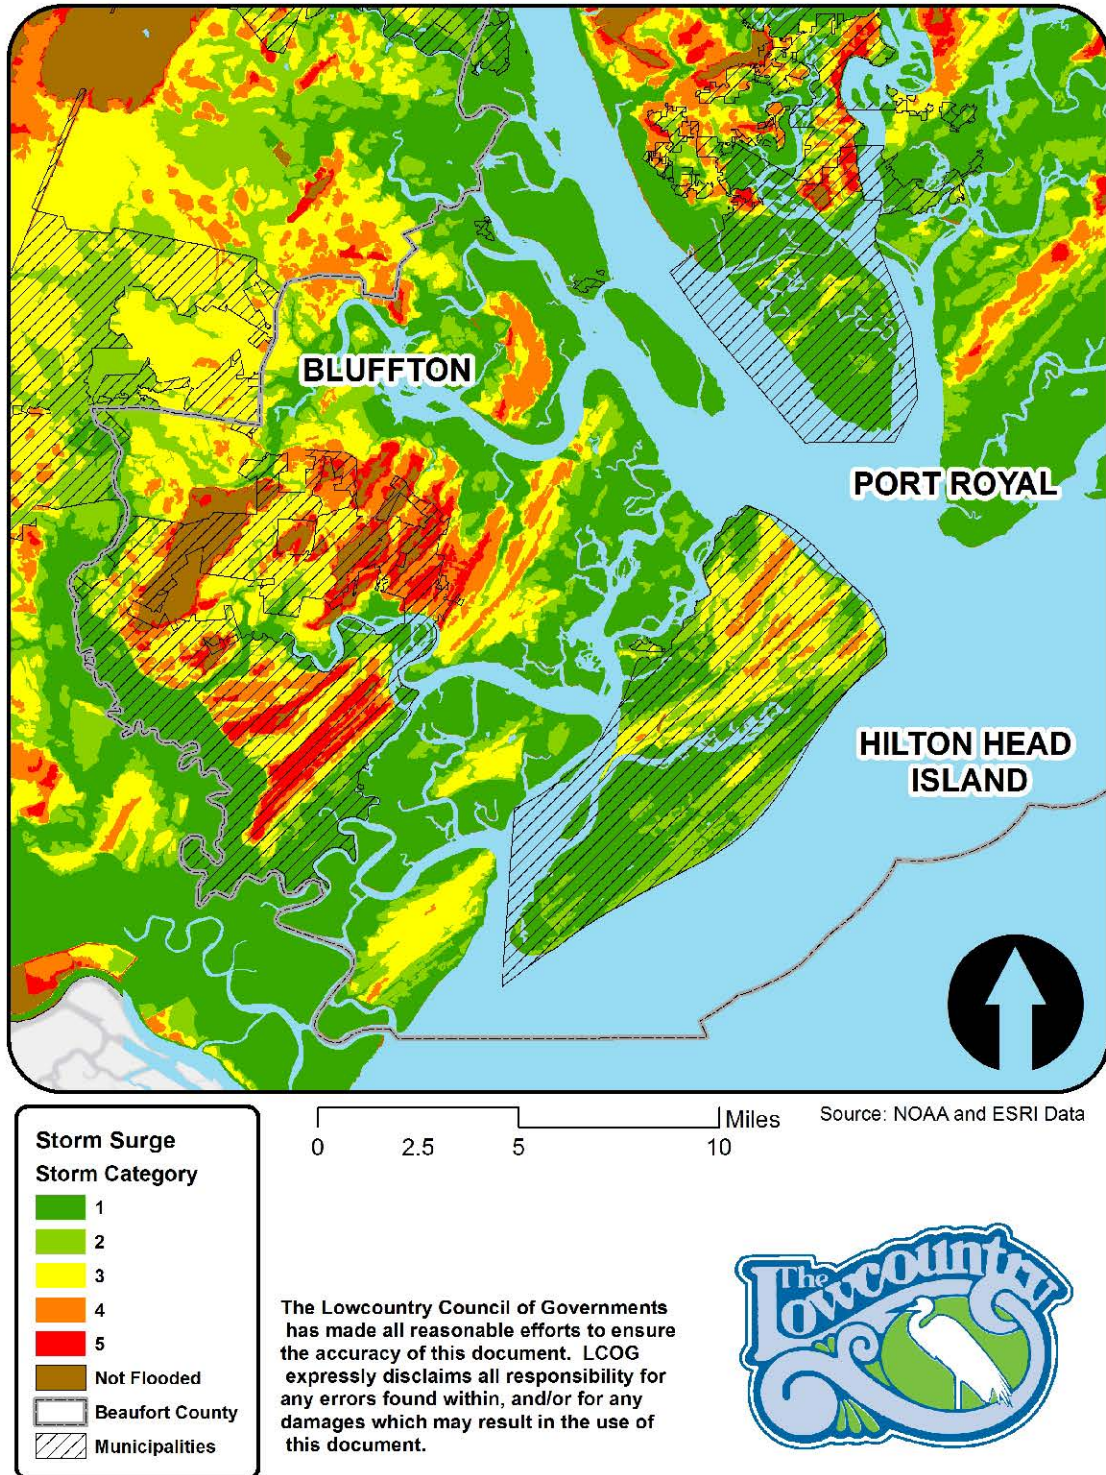 BLUFFTON
PORT ROYAL
HILTON HEAD
ISLAND
Storm Surge
Storm Category
1
2
3
4
5
Not Flooded
Beaufort County
Municipalities
0 2.5 5 10 Miles
Source: NOAA and ESRI Data
The Lowcountry Council of Governments
has made all reasonable efforts to ensure
the accuracy of this document. LCOG
expressly disclaims all responsibility for
any errors found within, and/or for any
damages which may result in the use of
this document.
The
Lowcountry